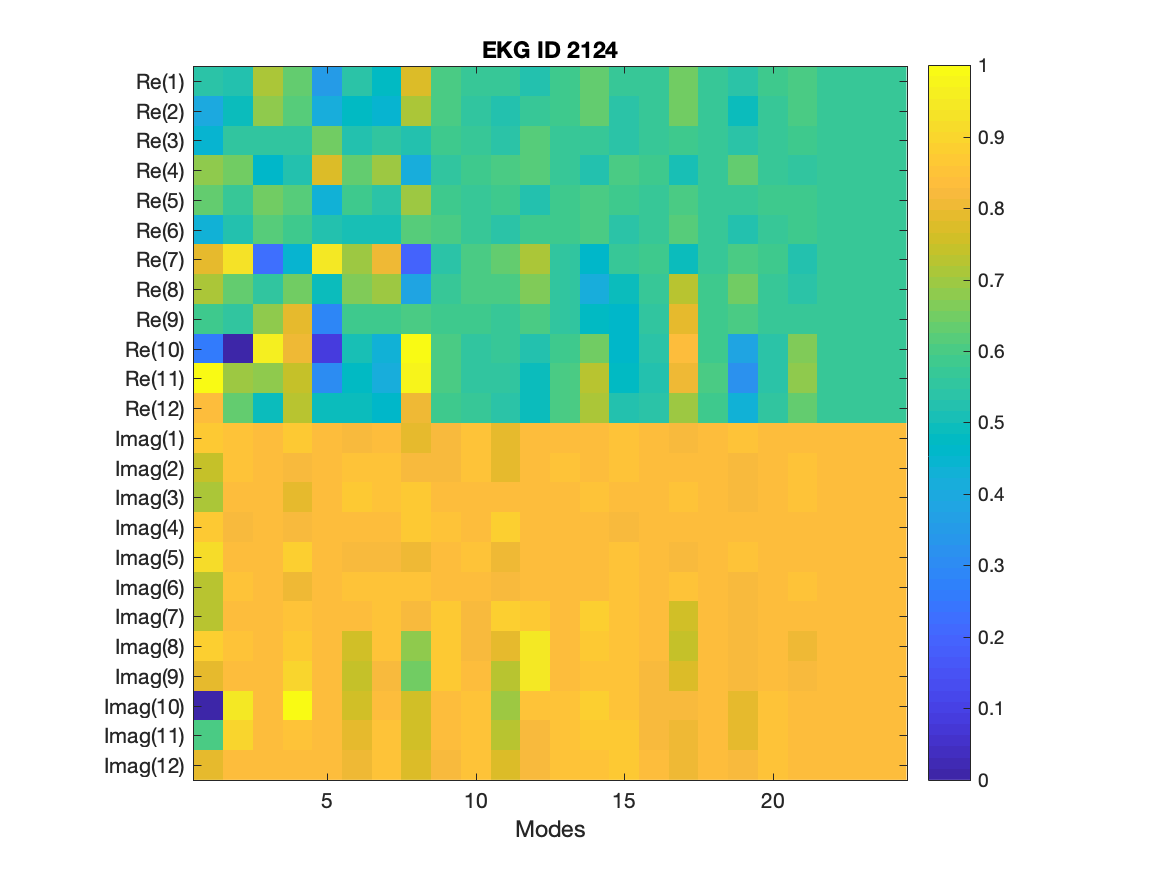 EKG ID 2124
Re(1)
Re(2)
Re(3)
Re(4)
Re(5)
Re(6)
Re(7)
Re(8)
Re(9)
Re(10)
Re(11)
Re(12)
Imag(1)
Imag(2)
Imag(3)
Imag(4)
Imag(5)
Imag(6)
Imag(7)
Imag(8)
Imag(9)
Imag(10)
Imag(11)
Imag(12)
5 10 15 20
Modes
1
0.9
0.8
0.7
0.6
0.5
0.4
0.3
0.2
0.1
0